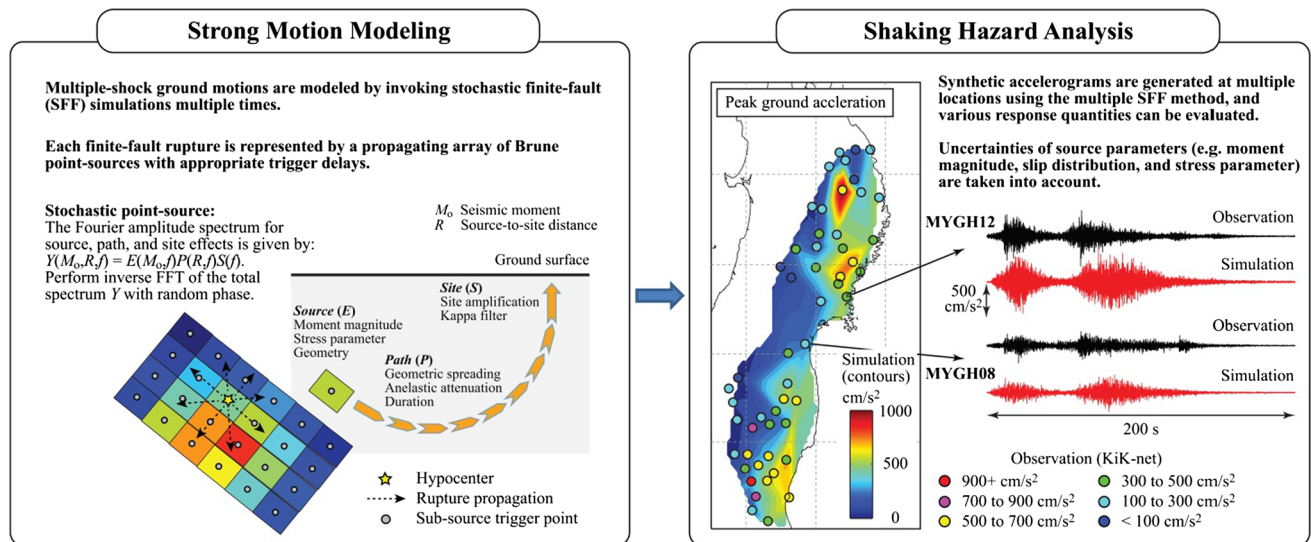 Strong Motion Modeling
Multiple-shock ground motions are modeled by invoking stochastic finite-fault
(SFF) simulations multiple times.
Each finite-fault rupture is represented by a propagating array of Brune
point-sources with appropriate trigger delays.
Stochastic point-source:
The Fourier amplitude spectrum for
source, path, and site effects is given by:
Y(Mo,R,f) = E(Mo,f)P(R,f)S(f).
Perform inverse FFT of the total
spectrum Y with random phase.
Mo Seismic moment
R Source-to-site distance
Ground surface
Source (E)
Moment magnitude
Stress parameter
Geometry
Path (P)
Geometric spreading
Anelastic attenuation
Duration
Site (S)
Site amplification
Kappa filter
Hypocenter
Rupture propagation
Sub-source trigger point
Shaking Hazard Analysis
Peak ground accleration
Simulation
(contours)
cm/s²
1000
500
0
Synthetic accelerograms are generated at multiple
locations using the multiple SFF method, and
various response quantities can be evaluated.
Uncertainties of source parameters (e.g. moment
magnitude, slip distribution, and stress parameter)
are taken into account.
MYGH12
Observation
Simulation
500
cm/s²
Observation
MYGH08
Simulation
200 s
Observation (KiK-net)
900+ cm/s²
700 to 900 cm/s²
500 to 700 cm/s²
300 to 500 cm/s²
100 to 300 cm/s²
< 100 cm/s²